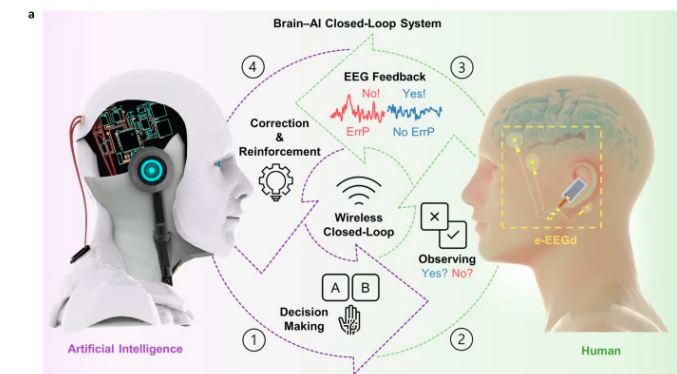 a
Brain–AI Closed-Loop System
4
3
EEG Feedback
No! Yes!
ErrP No ErrP
Correction
&
Reinforcement
Wireless
Closed-Loop
Observing
Yes? No?
e-EEGd
A B
Decision
Making
1
2
Artificial Intelligence
Human